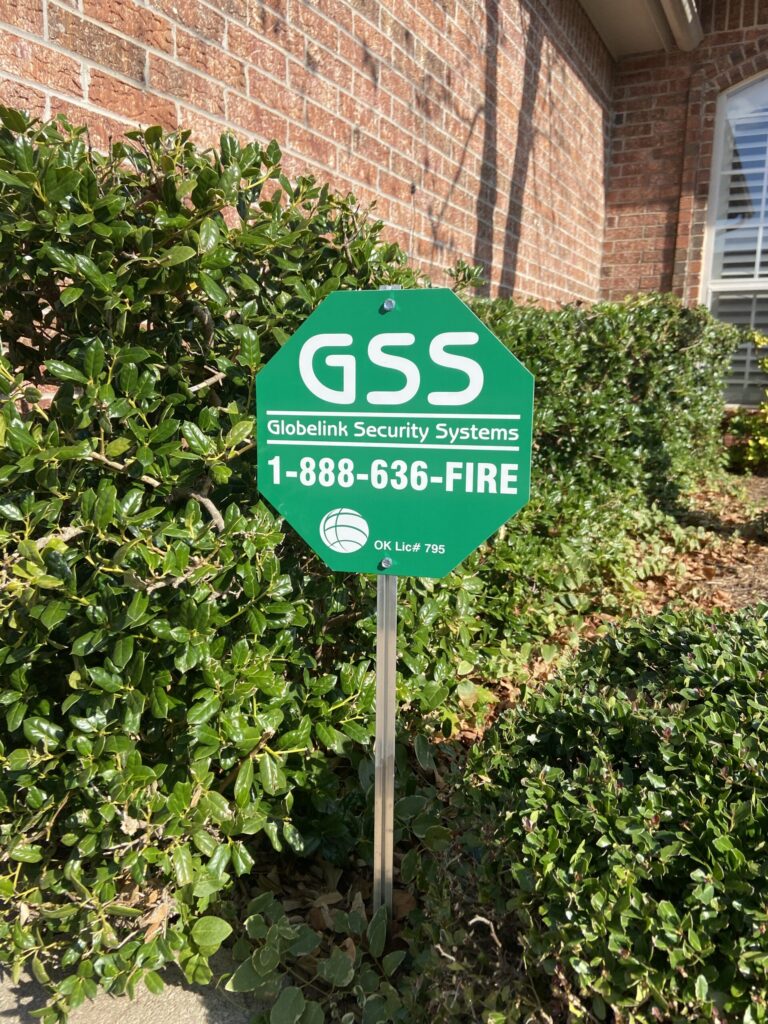 GSS
Globelink Security Systems
1-888-636-FIRE
OK Lic# 795